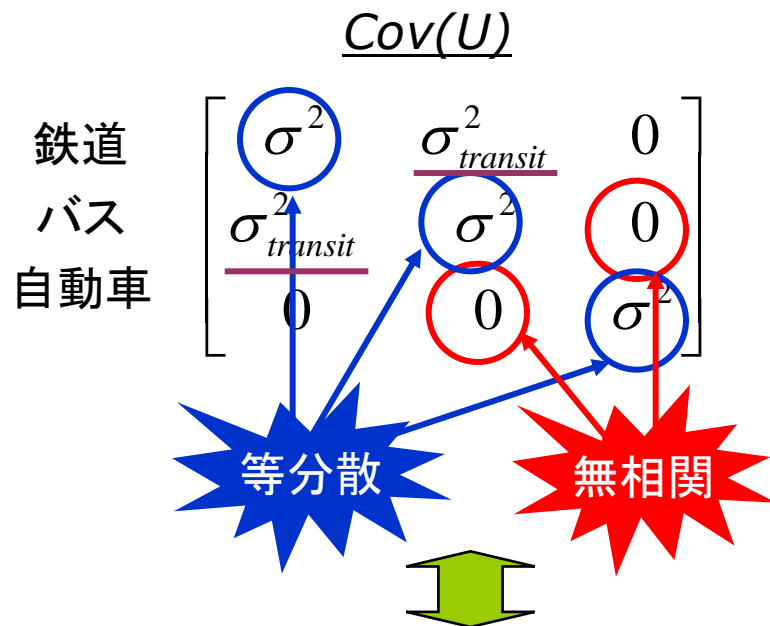 Cov(U)
鉄道 σ² σ²transit 0
バス σ²transit σ² 0
自動車 0 0 σ²
等分散 無相関